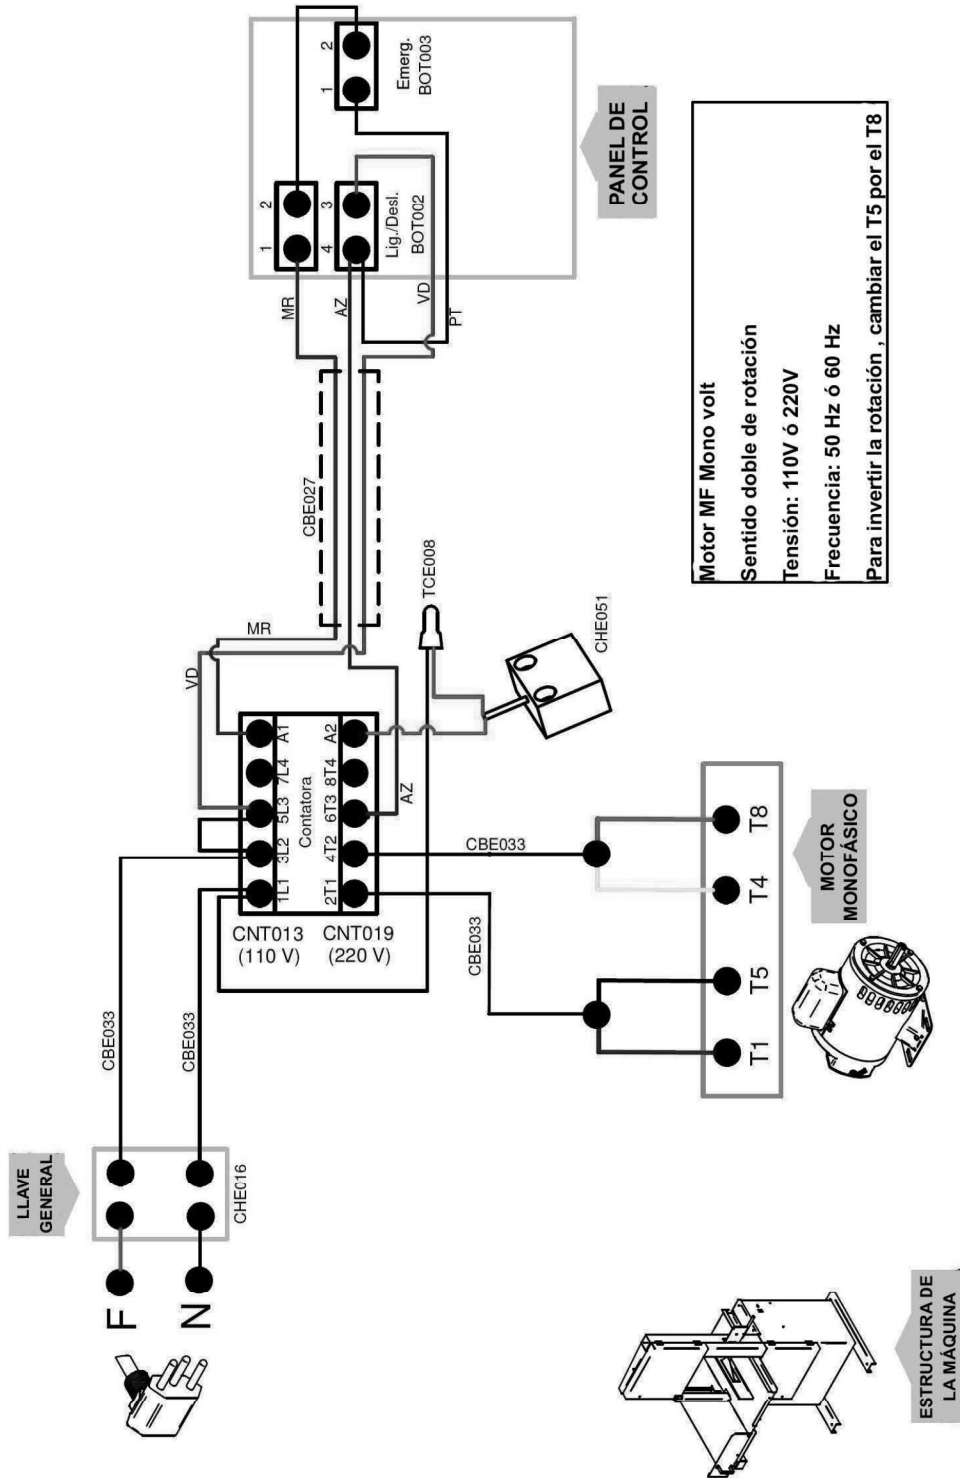 LLAVE
GENERAL
F
N
CHE016
CBE033
CBE033
CNT013
(110 V)
CNT019
(220 V)
Contatora
1L1
3L2
5L3
7L4
A1
2T1
4T2
6T3
8T4
A2
VD
MR
AZ
CBE027
TCE008
CHE051
MR
AZ
VD
PT
1
2
4
3
Lig./Desl.
BOT002
1
2
Emerg.
BOT003
PANEL DE
CONTROL
CBE033
CBE033
T1
T5
T4
T8
MOTOR
MONOFÁSICO
Motor MF Mono volt
Sentido doble de rotación
Tensión: 110V ó 220V
Frecuencia: 50 Hz ó 60 Hz
Para invertir la rotación , cambiar el T5 por el T8
ESTRUCTURA DE
LA MÁQUINA